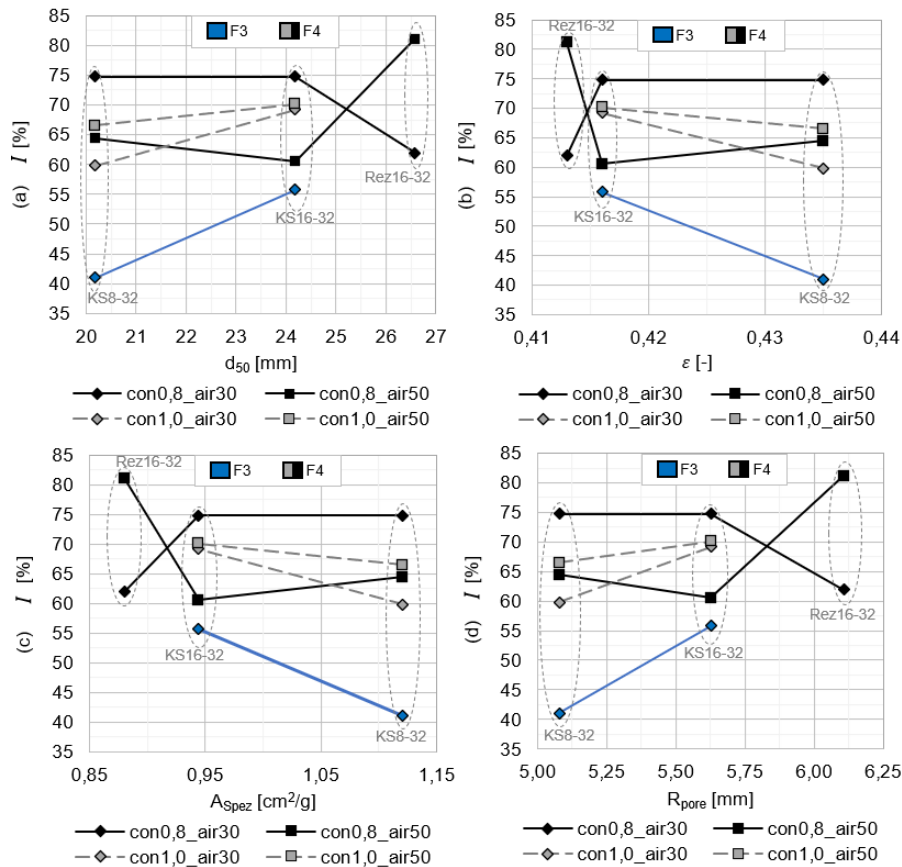 F3 F4
85
80
75
70
65
60
55
50
45
40
35
(a) I [%]
Rez16-32
KS16-32
KS8-32
20 21 22 23 24 25 26 27
d50 [mm]
con0,8_air30 con0,8_air50
con1,0_air30 con1,0_air50
F3 F4
85
80
75
70
65
60
55
50
45
40
35
(b) I [%]
Rez16-32
KS16-32
KS8-32
0,41 0,42 0,43 0,44
ε [-]
con0,8_air30 con0,8_air50
con1,0_air30 con1,0_air50
F3 F4
85
80
75
70
65
60
55
50
45
40
35
(c) I [%]
Rez16-32
KS16-32
KS8-32
0,85 0,95 1,05 1,15
ASpez [cm²/g]
con0,8_air30 con0,8_air50
con1,0_air30 con1,0_air50
F3 F4
85
80
75
70
65
60
55
50
45
40
35
(d) I [%]
Rez16-32
KS16-32
KS8-32
5,00 5,25 5,50 5,75 6,00 6,25
Rpore [mm]
con0,8_air30 con0,8_air50
con1,0_air30 con1,0_air50